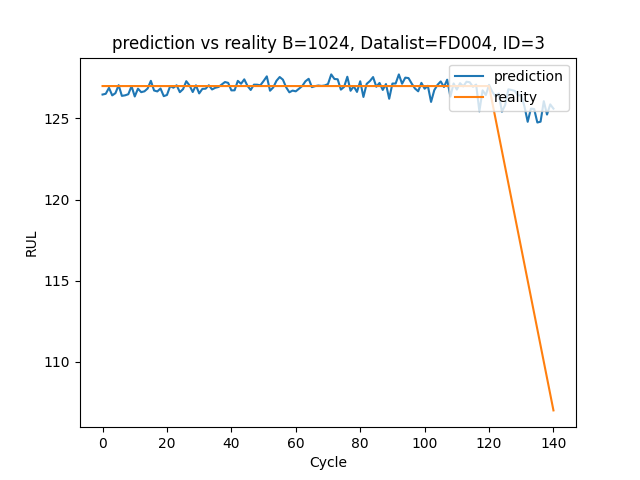 prediction vs reality B=1024, Datalist=FD004, ID=3
prediction
reality
125
120
115
110
RUL
0 20 40 60 80 100 120 140
Cycle